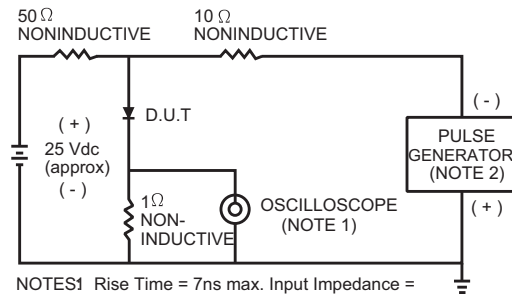 50 Ω
NONINDUCTIVE
10 Ω
NONINDUCTIVE
( + )
25 Vdc
(approx)
( - )
D.U.T
1Ω
NON-
INDUCTIVE
OSCILLOSCOPE
(NOTE 1)
( - )
PULSE
GENERATOR
(NOTE 2)
( + )
NOTES1 Rise Time = 7ns max. Input Impedance =